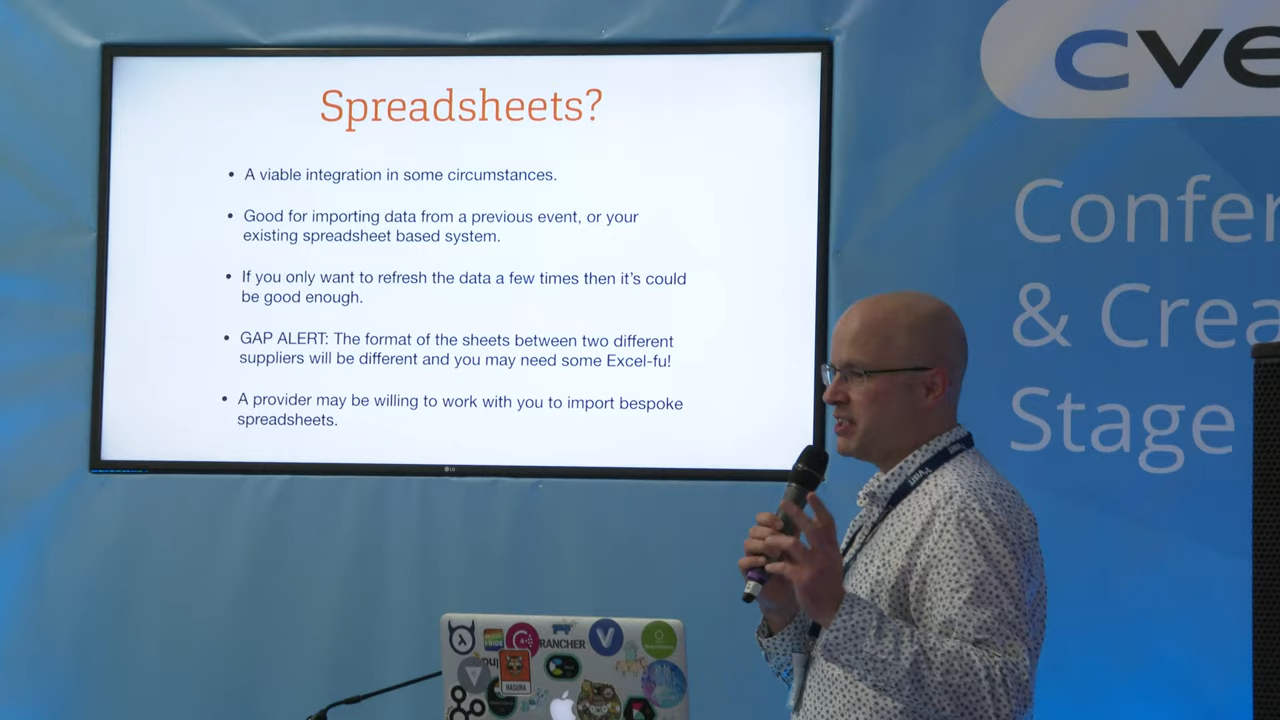 Spreadsheets?
• A viable integration in some circumstances.
• Good for importing data from a previous event, or your
existing spreadsheet based system.
• If you only want to refresh the data a few times then it's could
be good enough.
• GAP ALERT: The format of the sheets between two different
suppliers will be different and you may need some Excel-fu!
• A provider may be willing to work with you to import bespoke
spreadsheets.
LG
cve
Confer
& Crea
Stage
PRIDE
RANCHER
HASURA